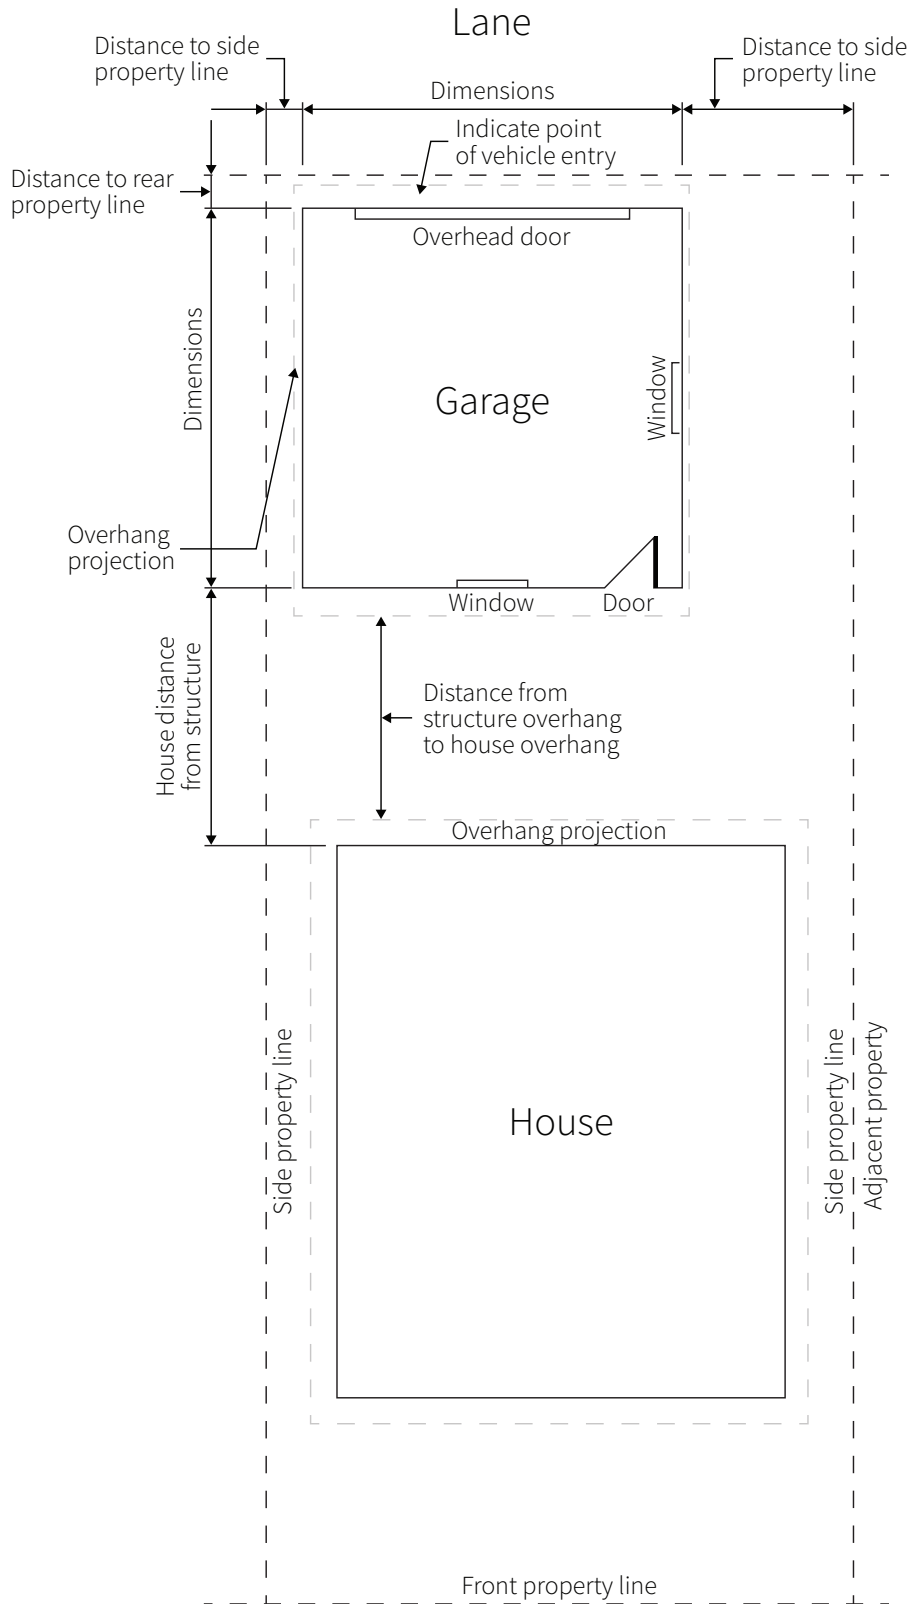 Lane
Distance to side
property line
Distance to side
property line
Dimensions
Indicate point
of vehicle entry
Distance to rear
property line
Overhead door
Dimensions
Garage
Window
Overhang
projection
Window
Door
House distance
from structure
Distance from
structure overhang
to house overhang
Overhang projection
Side property line
House
Side property line
Adjacent property
Front property line